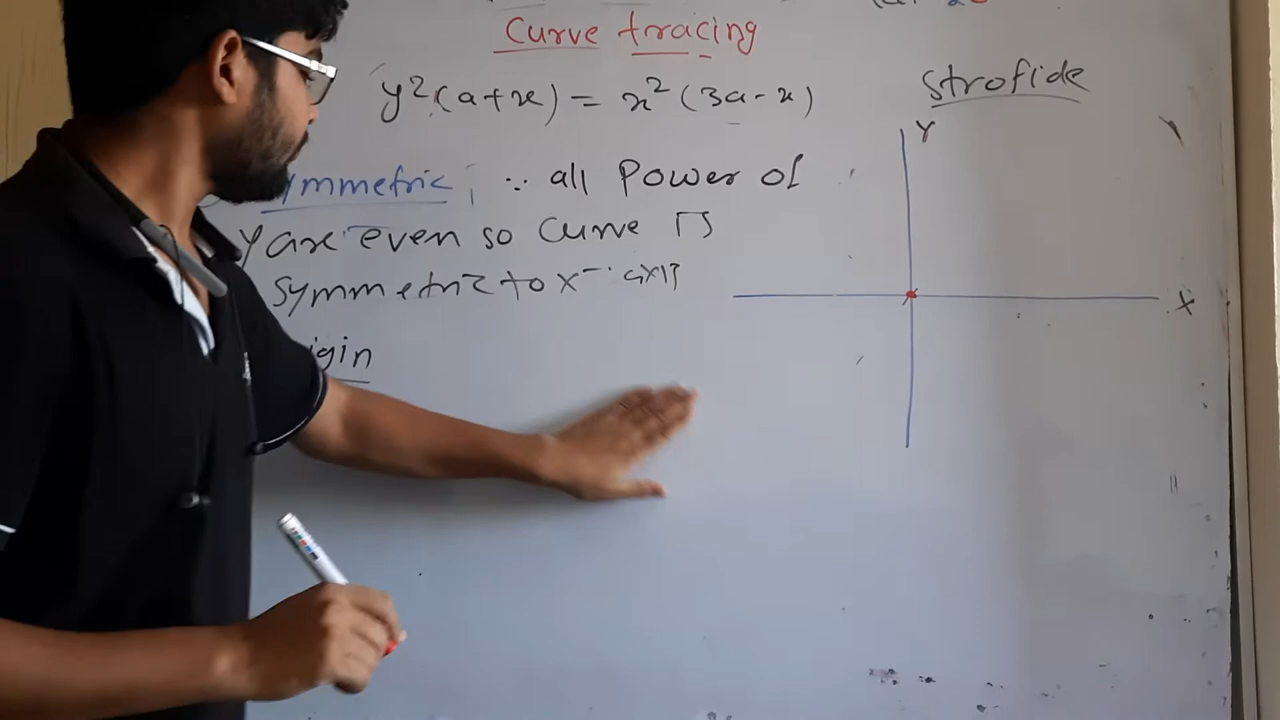 Curve tracing
y²(a+x) = x²(3a-x)
Strofide
Y
ymmetric, ∵ all Power of
y are even so curve is
symmetric to x- axis
X
igin